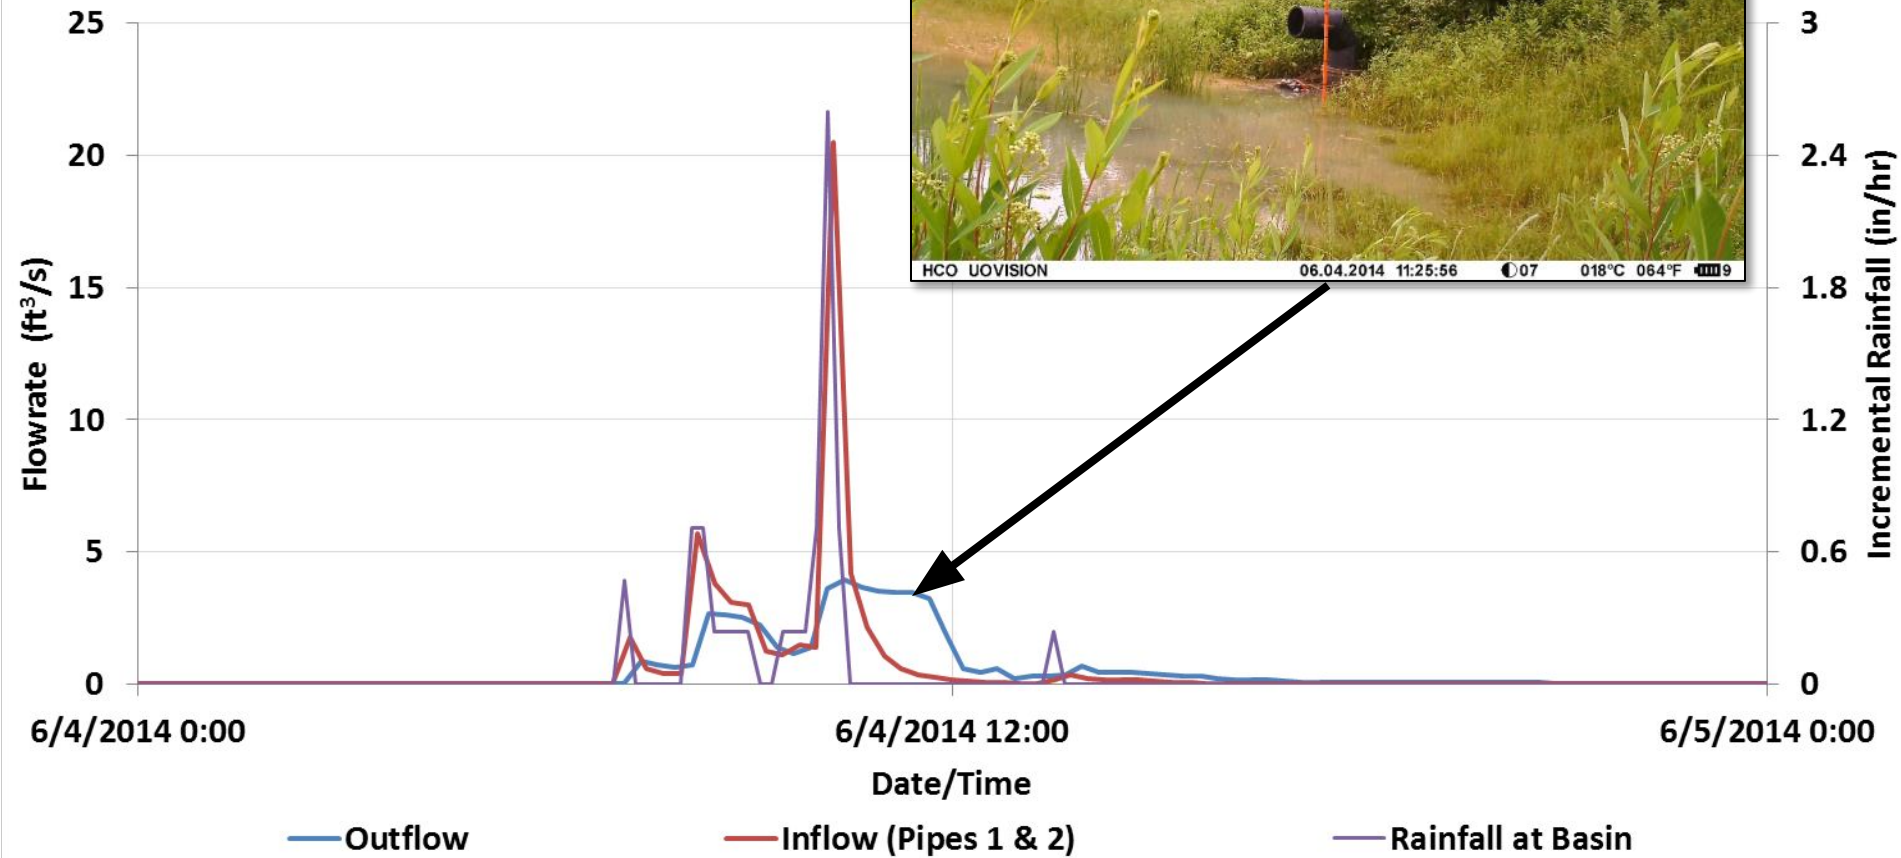 25
20
15
10
5
0
Flowrate (ft³/s)
3
2.4
1.8
1.2
0.6
0
Incremental Rainfall (in/hr)
HCO UOVISION 06.04.2014 11:25:56 07 018°C 064°F 9
6/4/2014 0:00 6/4/2014 12:00 6/5/2014 0:00
Date/Time
Outflow Inflow (Pipes 1 & 2) Rainfall at Basin